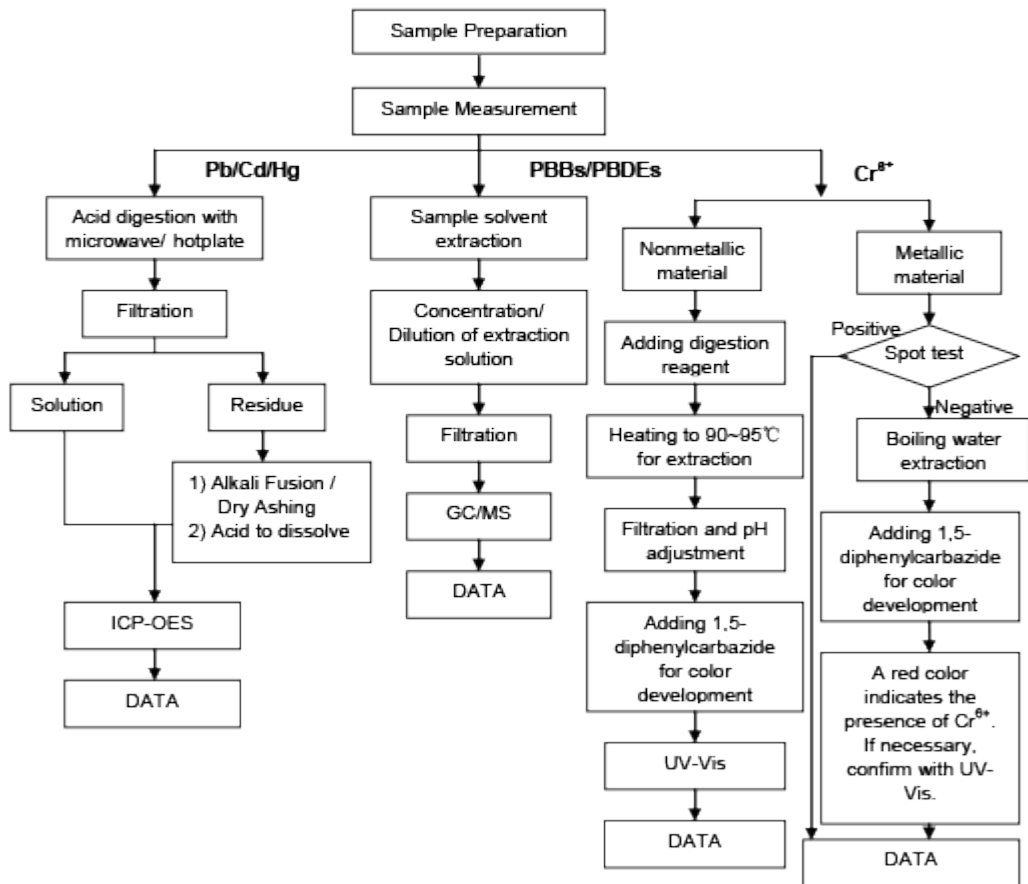 Sample Preparation
Sample Measurement
Pb/Cd/Hg
PBBs/PBDEs
Cr⁶⁺
Acid digestion with
microwave/ hotplate
Filtration
Solution
Residue
1) Alkali Fusion /
Dry Ashing
2) Acid to dissolve
ICP-OES
DATA
Sample solvent
extraction
Concentration/
Dilution of extraction
solution
Filtration
GC/MS
DATA
Nonmetallic
material
Adding digestion
reagent
Heating to 90~95℃
for extraction
Filtration and pH
adjustment
Adding 1,5-
diphenylcarbazide
for color
development
UV-Vis
DATA
Metallic
material
Positive
Spot test
Negative
Boiling water
extraction
Adding 1,5-
diphenylcarbazide
for color
development
A red color
indicates the
presence of Cr⁶⁺.
If necessary,
confirm with UV-
Vis.
DATA